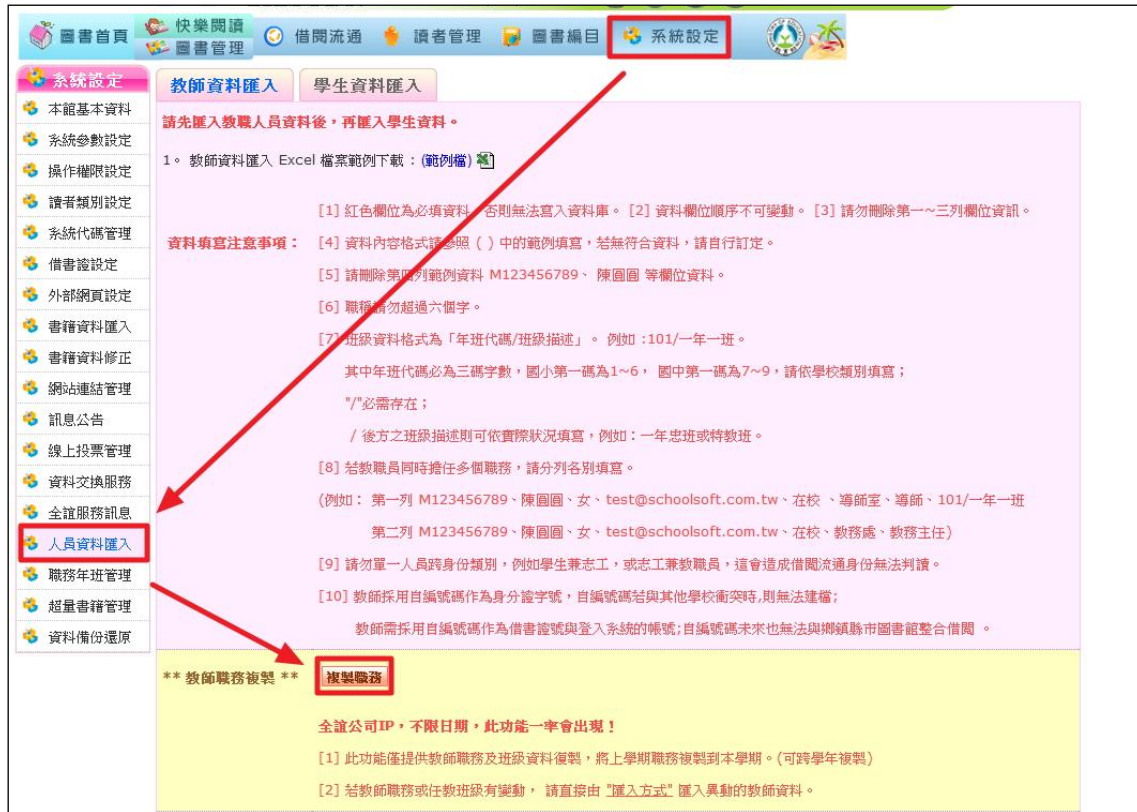 圖書首頁
快樂閱讀
圖書管理
借閱流通
讀者管理
圖書編目
系統設定
系統設定
本館基本資料
系統參數設定
操作權限設定
讀者類別設定
系統代碼管理
借書證設定
外部網頁設定
書籍資料匯入
書籍資料修正
網站連結管理
訊息公告
線上投票管理
資料交換服務
全誼服務訊息
人員資料匯入
職務年班管理
超量書籍管理
資料備份還原
教師資料匯入 學生資料匯入
請先匯入教職人員資料後，再匯入學生資料。
1。 教師資料匯入 Excel 檔案範例下載：(範例檔)
資料填寫注意事項：
[1] 紅色欄位為必填資料，否則無法寫入資料庫。 [2] 資料欄位順序不可變動。 [3] 請勿刪除第一~三列欄位資訊。
[4] 資料內容格式請參照 ( ) 中的範例填寫，若無符合資料，請自行訂定。
[5] 請刪除第四列範例資料 M123456789、 陳圓圓 等欄位資料。
[6] 職稱請勿超過六個字。
[7] 班級資料格式為「年班代碼/班級描述」。 例如 :101/一年一班。
其中年班代碼必為三碼字數，國小第一碼為1~6， 國中第一碼為7~9，請依學校類別填寫；
"/"必需存在；
/ 後方之班級描述則可依實際狀況填寫，例如：一年忠班或特教班。
[8] 若教職員同時擔任多個職務，請分列各別填寫。
(例如： 第一列 M123456789、陳圓圓、女、test@schoolsoft.com.tw、在校 、導師室、導師、101/一年一班
第二列 M123456789、陳圓圓、女、test@schoolsoft.com.tw、在校、教務處、教務主任)
[9] 請勿單一人員跨身份類別，例如學生兼志工，或志工兼教職員，這會造成借閱流通身份無法判讀。
[10] 教師採用自編號碼作為身分證字號，自編號碼若與其他學校衝突時,則無法建檔;
教師需採用自編號碼作為借書證號與登入系統的帳號;自編號碼未來也無法與鄉鎮縣市圖書館整合借閱 。
** 教師職務複製 ** 複製職務
全誼公司IP，不限日期，此功能一率會出現！
[1] 此功能僅提供教師職務及班級資料復製，將上學期職務複製到本學期。(可跨學年複製)
[2] 若教師職務或任教班級有變動， 請直接由 "匯入方式" 匯入異動的教師資料。